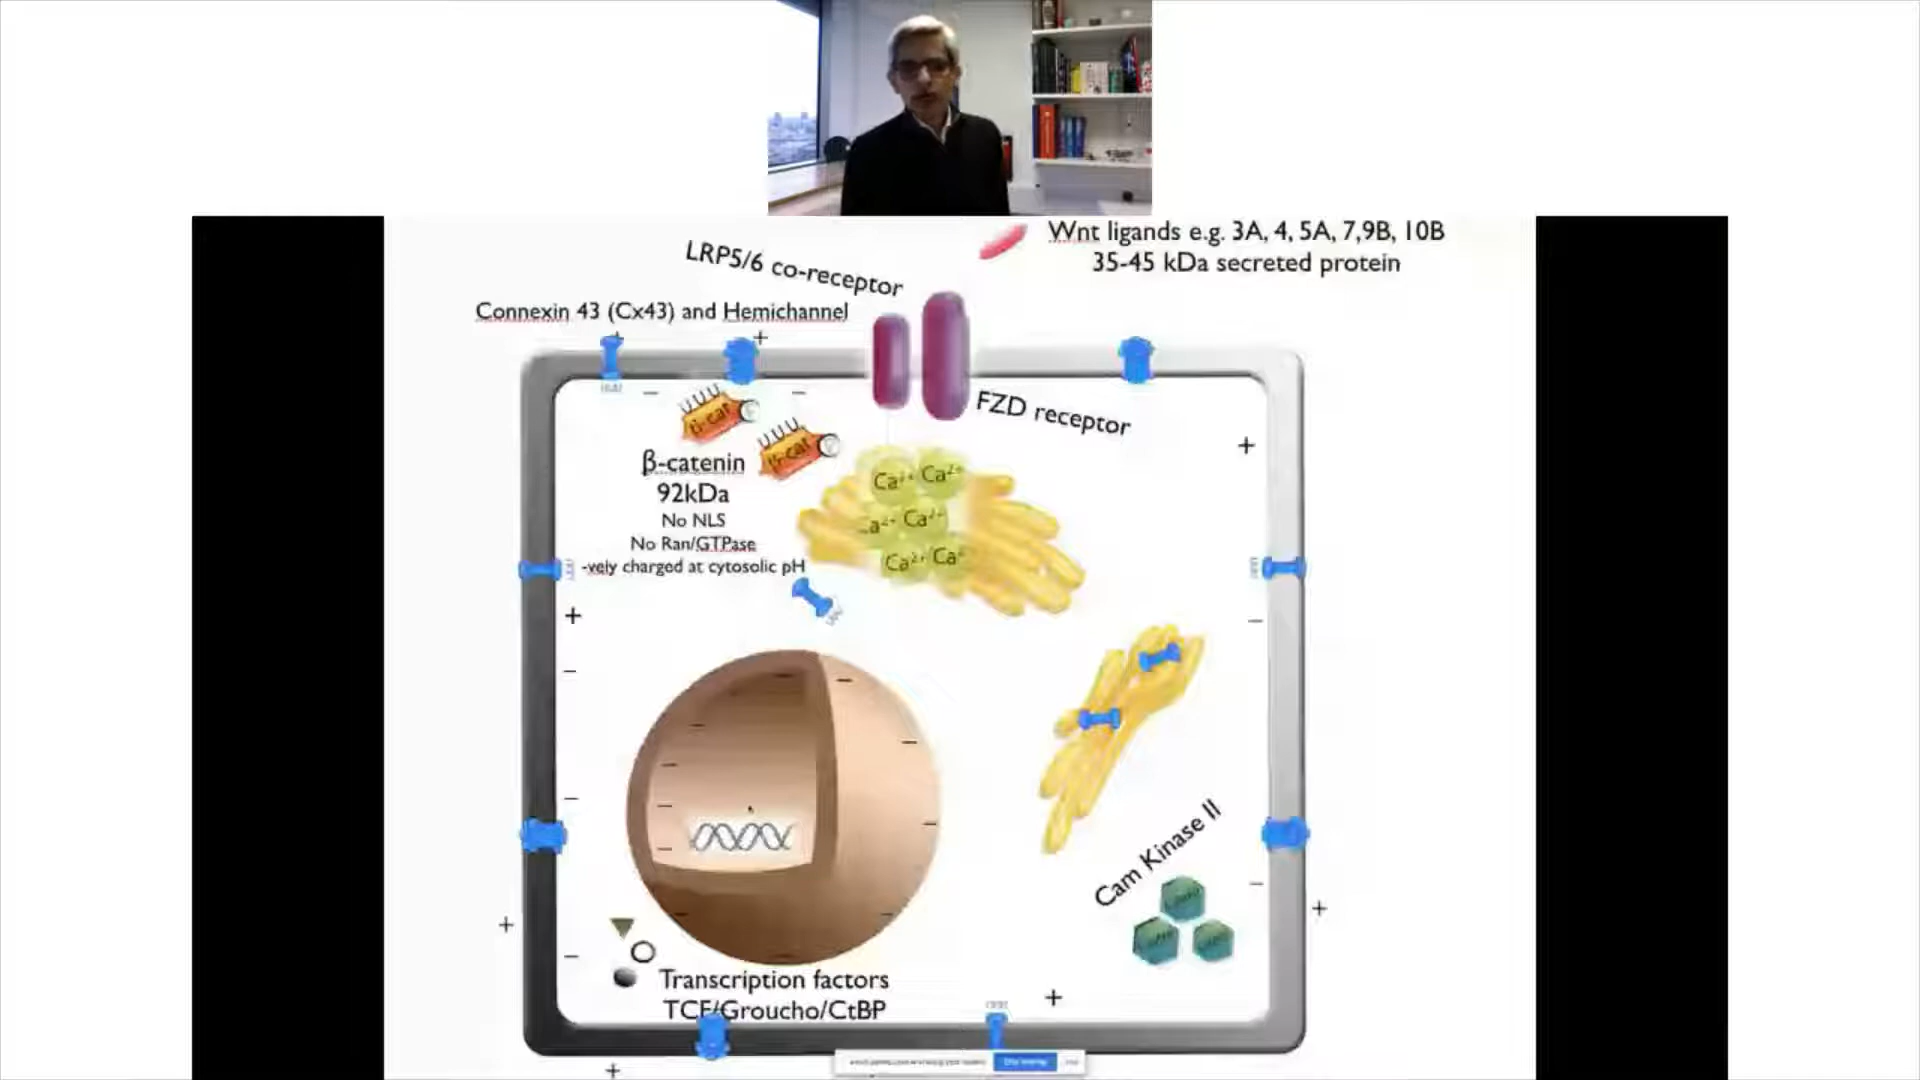 Wnt ligands e.g. 3A, 4, 5A, 7,9B, 10B
35-45 kDa secreted protein
LRP5/6 co-receptor
Connexin 43 (Cx43) and Hemichannel
FZD receptor
β-cat
β-cat
β-catenin
92kDa
No NLS
No Ran/GTPase
-vely charged at cytosolic pH
Ca²⁺ Ca²⁺
Ca²⁺ Ca²⁺
Ca²⁺ Ca²⁺
Cam Kinase II
Transcription factors
TCF/Groucho/CtBP